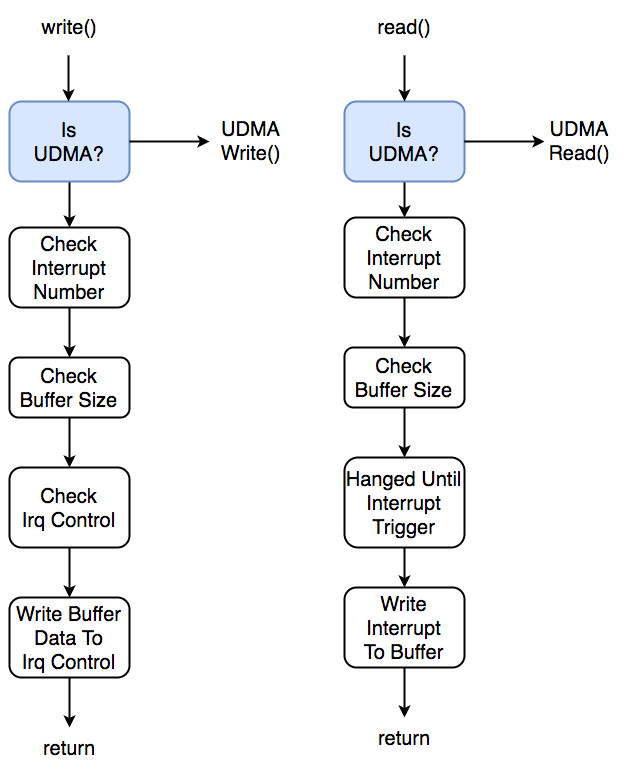 write()
Is
UDMA?
UDMA
Write()
Check
Interrupt
Number
Check
Buffer Size
Check
Irq Control
Write Buffer
Data To
Irq Control
return
read()
Is
UDMA?
UDMA
Read()
Check
Interrupt
Number
Check
Buffer Size
Hanged Until
Interrupt
Trigger
Write
Interrupt
To Buffer
return